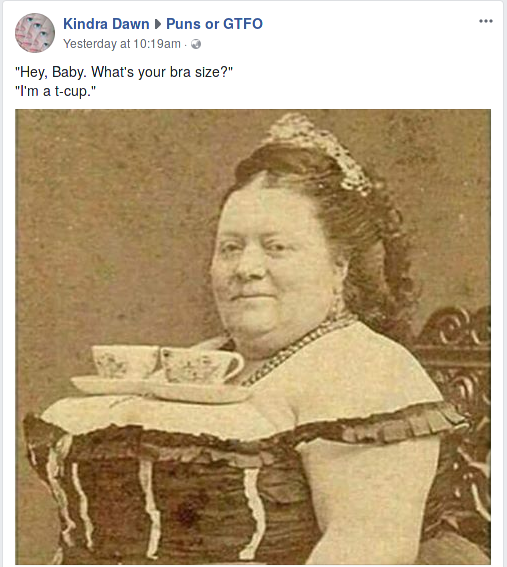 Kindra Dawn ▶ Puns or GTFO
Yesterday at 10:19am ·
"Hey, Baby. What's your bra size?"
"I'm a t-cup."